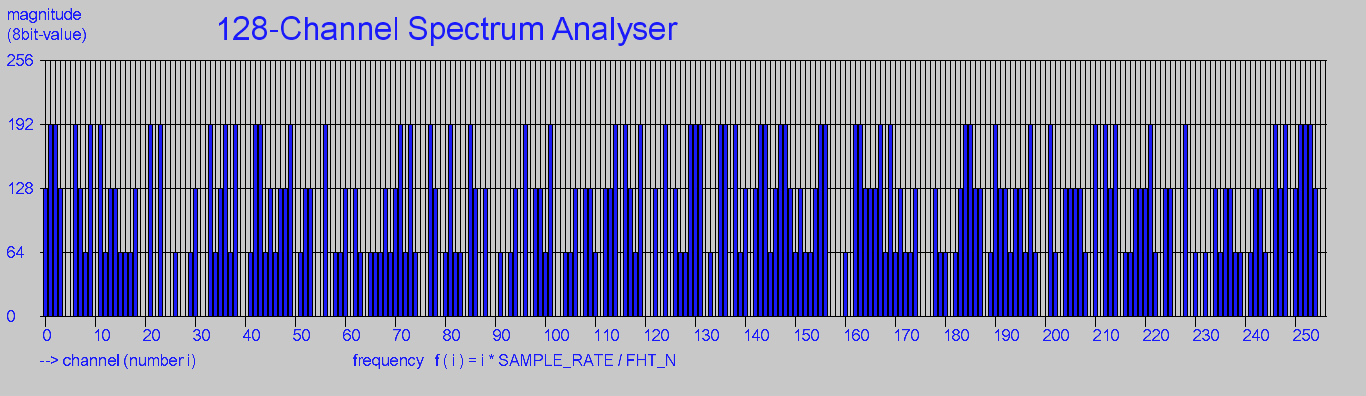 magnitude
(8bit-value)
128-Channel Spectrum Analyser
256
192
128
64
0
0 10 20 30 40 50 60 70 80 90 100 110 120 130 140 150 160 170 180 190 200 210 220 230 240 250
--> channel (number i) frequency f ( i ) = i * SAMPLE_RATE / FHT_N